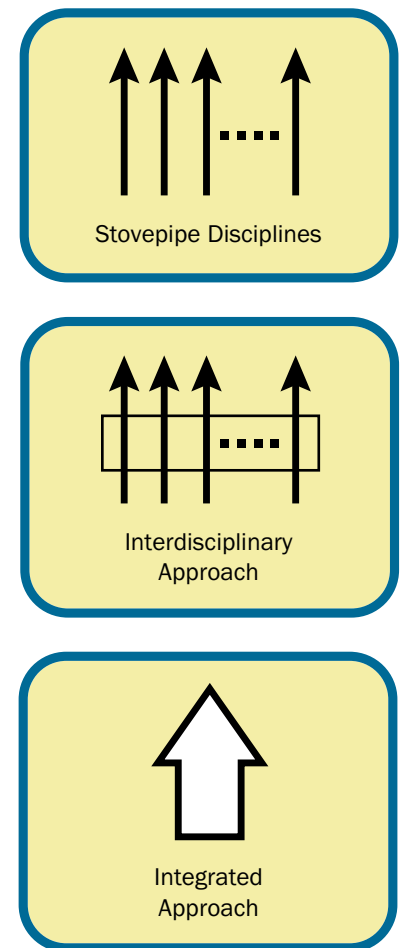 Stovepipe Disciplines
Interdisciplinary
Approach
Integrated
Approach